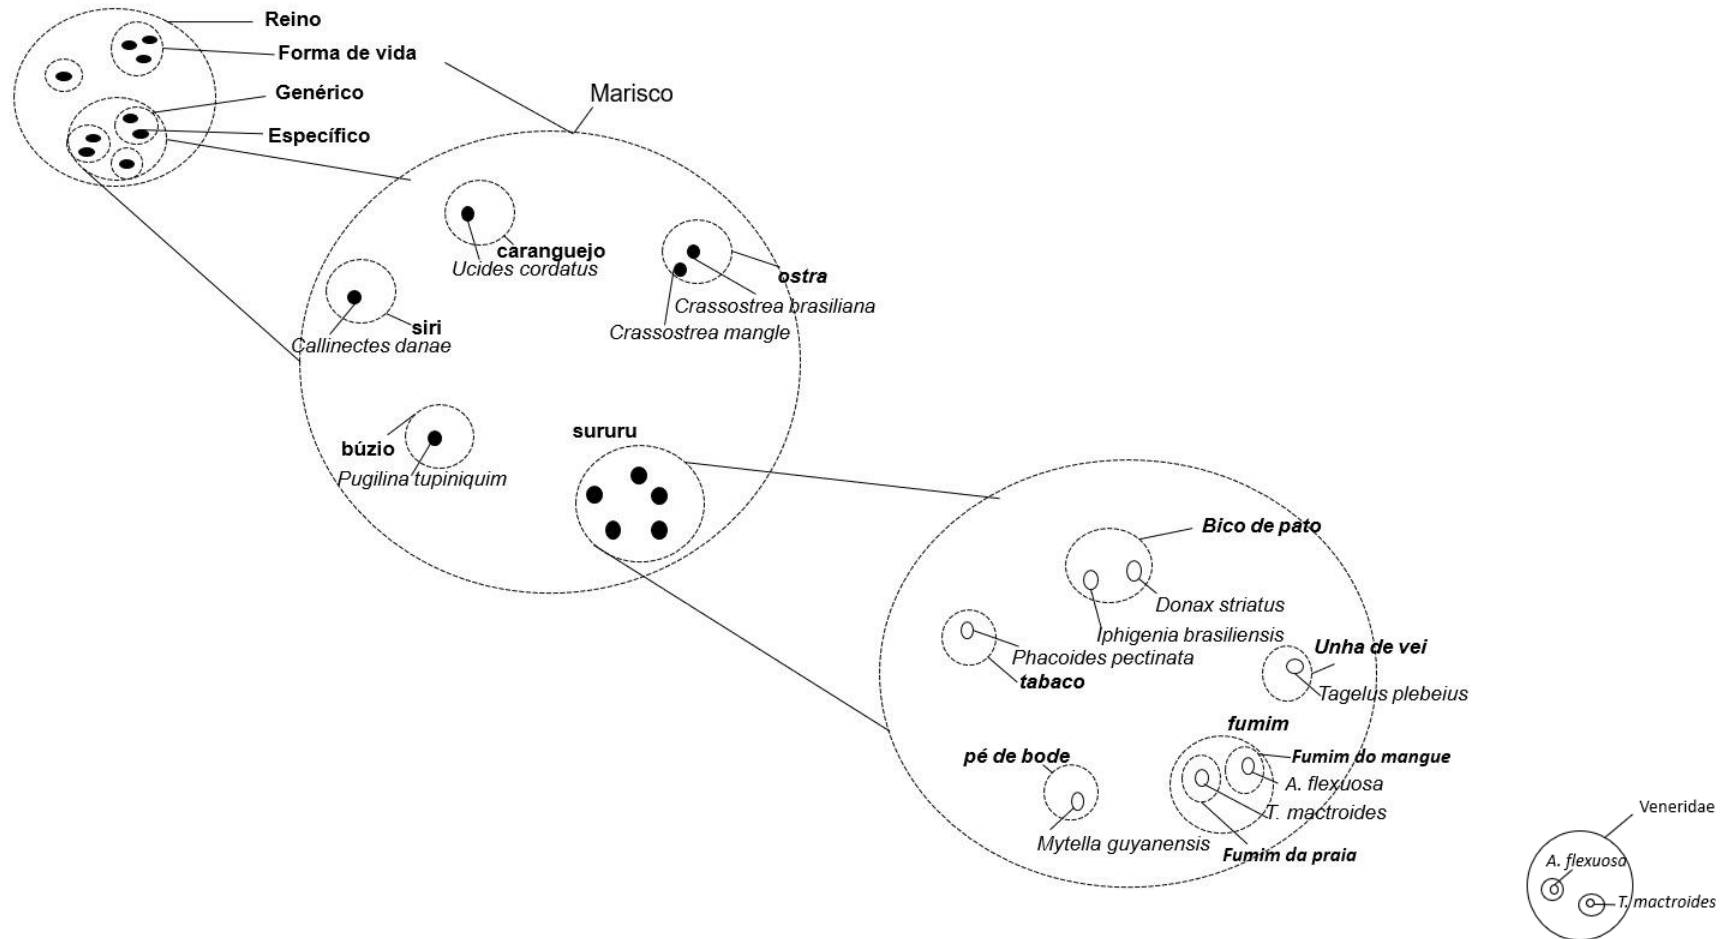 Reino
Forma de vida
Genérico
Específico
Marisco
caranguejo
Ucides cordatus
ostra
Crassostrea brasiliana
Crassostrea mangle
siri
Callinectes danae
búzio
Pugilina tupiniquim
sururu
Bico de pato
Donax striatus
Iphigenia brasiliensis
Phacoides pectinata
tabaco
Unha de vei
Tagelus plebeius
fumim
Fumim do mangue
A. flexuosa
T. mactroides
Fumim da praia
pé de bode
Mytella guyanensis
Veneridae
A. flexuosa
T. mactroides